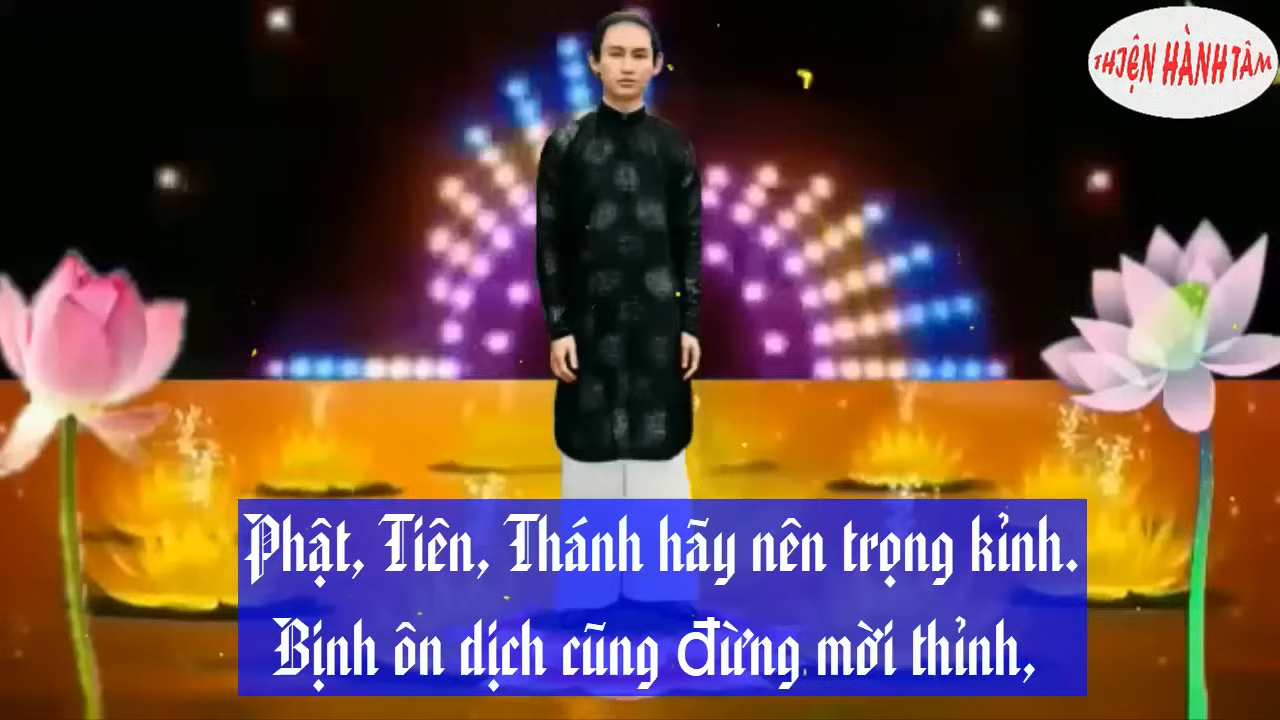 THIỆN HÀNH TÂM
Phật, Tiên, Thánh hãy nên trọng kỉnh.
Bịnh ôn dịch cũng đừng mời thỉnh,